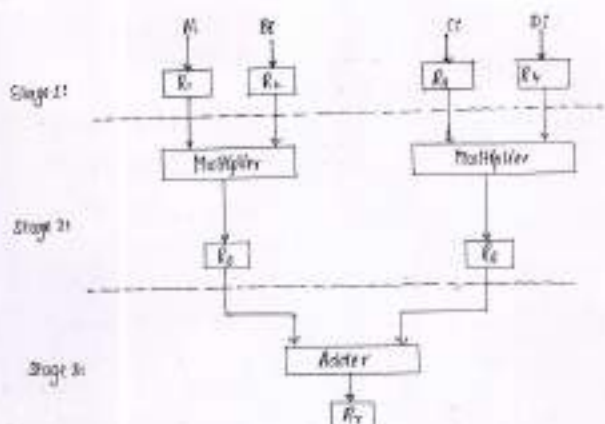 Ai Bi Ci Di
Stage 1:
R1 R2 R3 R4
Multiplier Multiplier
Stage 2:
R5 R6
Stage 3:
Adder
R7